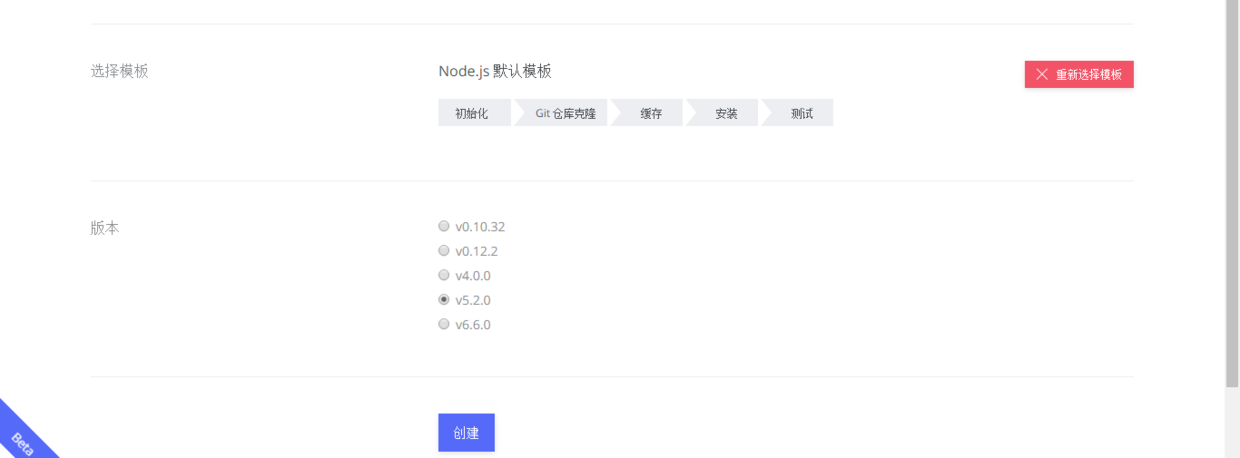 选择模板
Node.js 默认模板
重新选择模板
初始化
Git 仓库克隆
缓存
安装
测试
版本
v0.10.32
v0.12.2
v4.0.0
v5.2.0
v6.6.0
创建
Beta